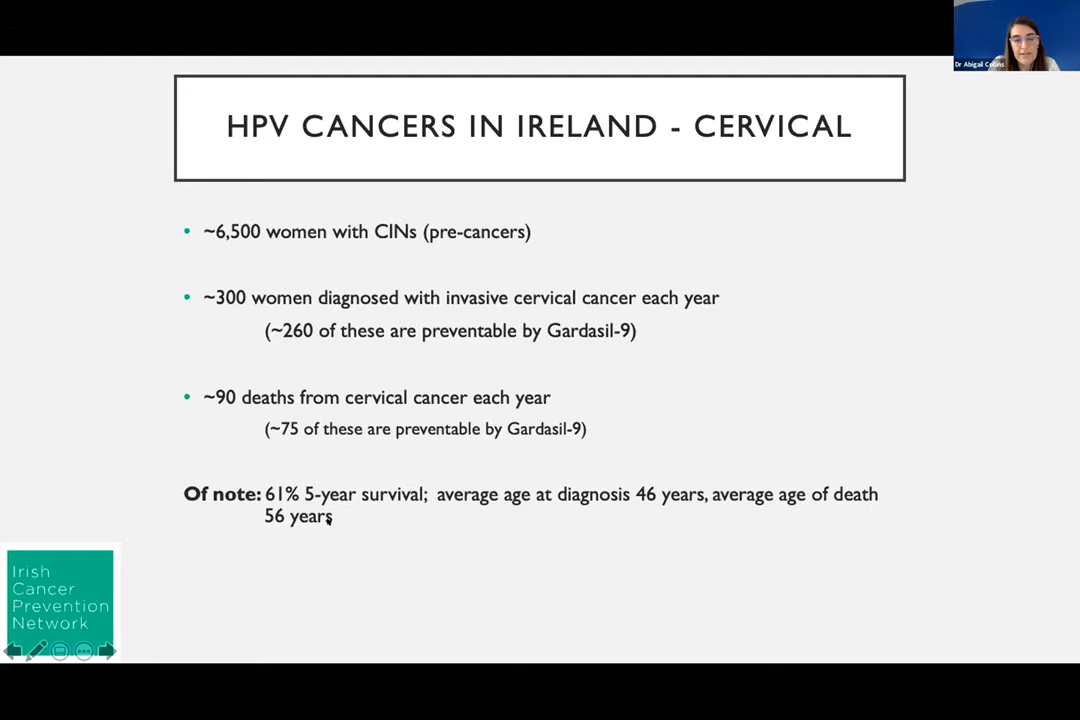 Dr Abigail Collins
HPV CANCERS IN IRELAND - CERVICAL
• ~6,500 women with CINs (pre-cancers)
• ~300 women diagnosed with invasive cervical cancer each year
(~260 of these are preventable by Gardasil-9)
• ~90 deaths from cervical cancer each year
(~75 of these are preventable by Gardasil-9)
Of note: 61% 5-year survival; average age at diagnosis 46 years, average age of death
56 years
Irish
Cancer
Prevention
Network